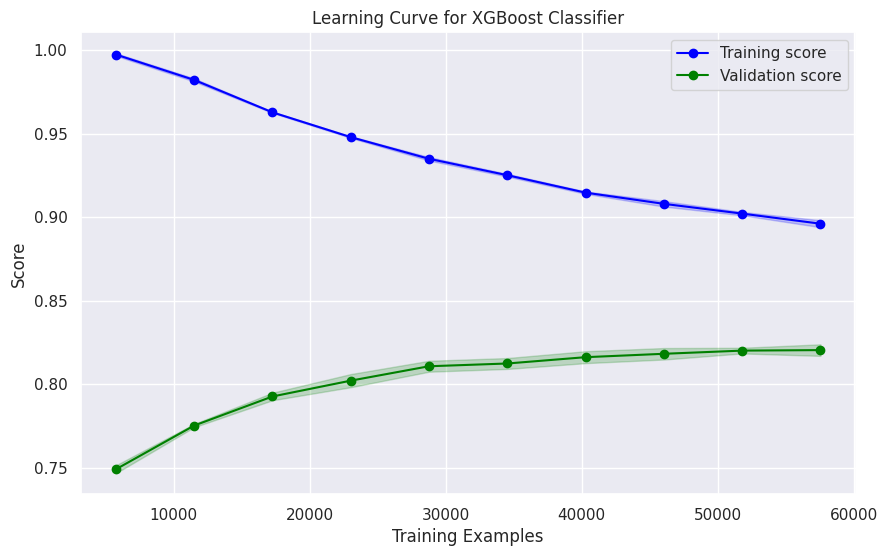 Learning Curve for XGBoost Classifier
1.00
0.95
0.90
0.85
0.80
0.75
Score
Training score
Validation score
10000 20000 30000 40000 50000 60000
Training Examples